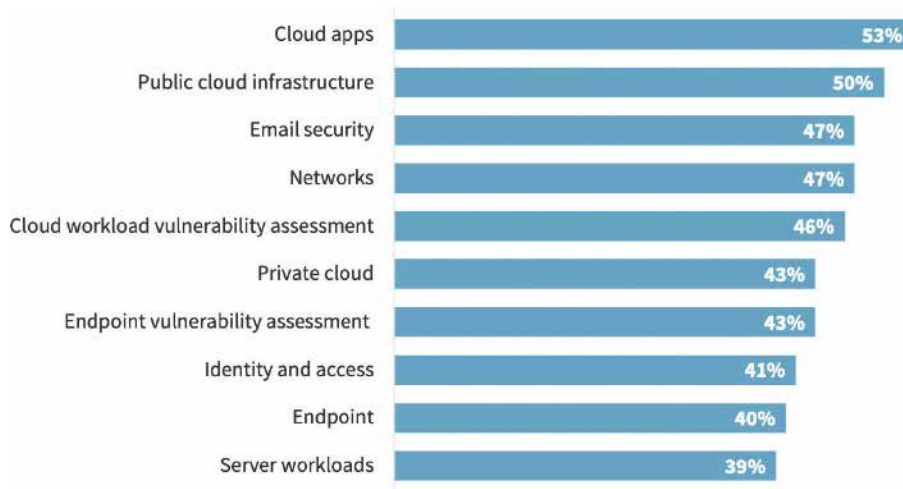 Cloud apps 53%
Public cloud infrastructure 50%
Email security 47%
Networks 47%
Cloud workload vulnerability assessment 46%
Private cloud 43%
Endpoint vulnerability assessment 43%
Identity and access 41%
Endpoint 40%
Server workloads 39%